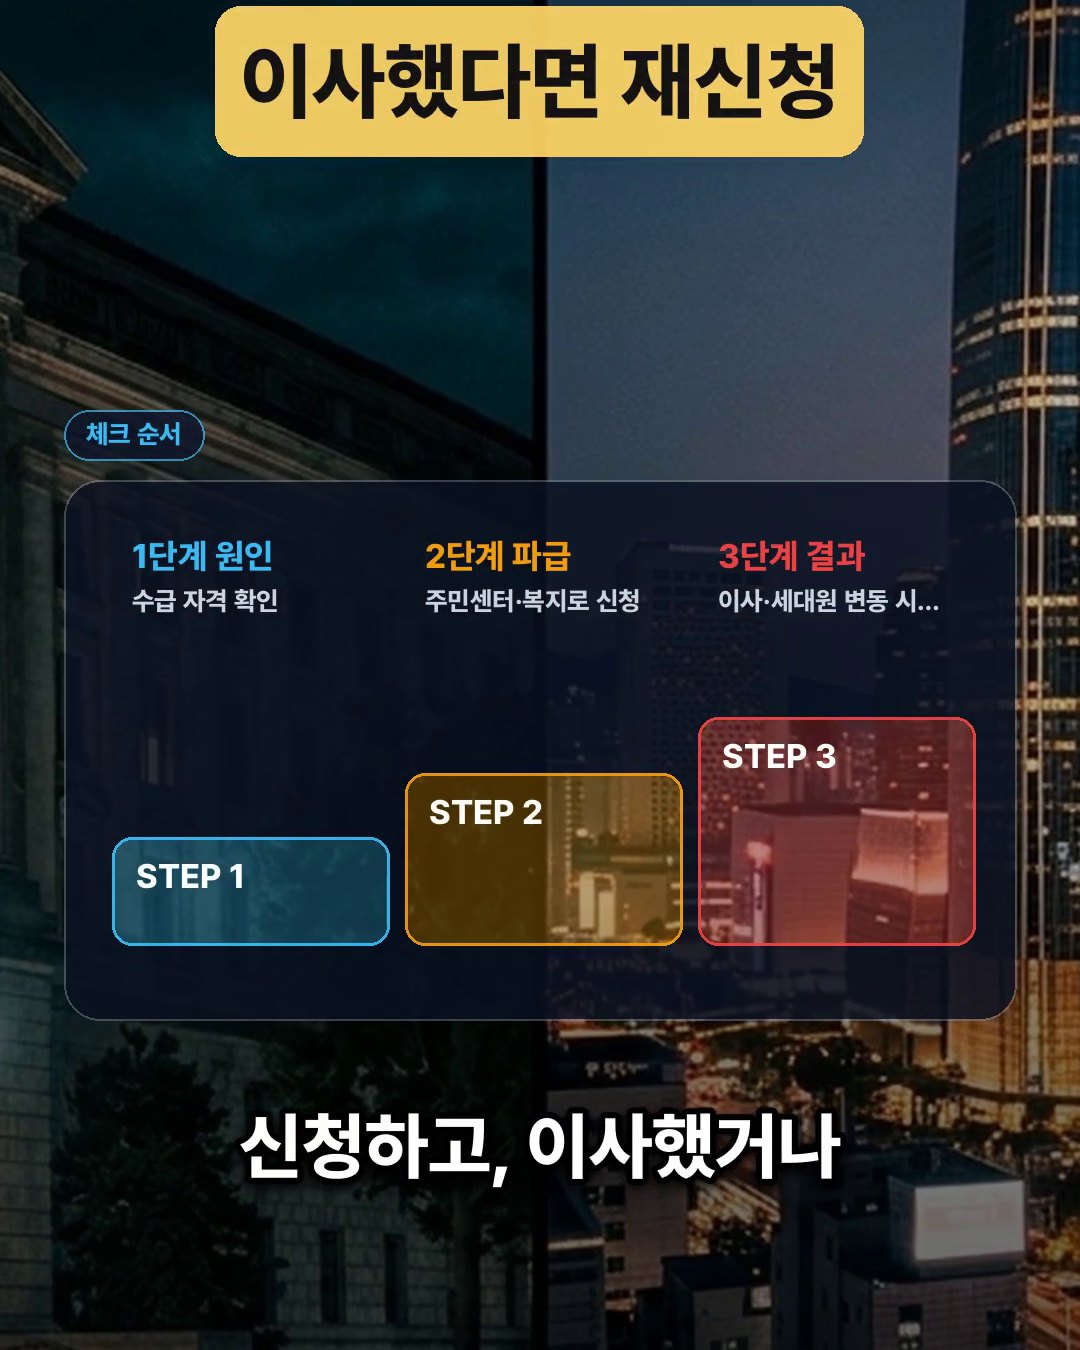 이사했다면 재신청
체크 순서
1단계 원인
수급 자격 확인
2단계 파급
주민센터·복지로 신청
3단계 결과
이사·세대원 변동 시...
STEP 1
STEP 2
STEP 3
신청하고, 이사했거나